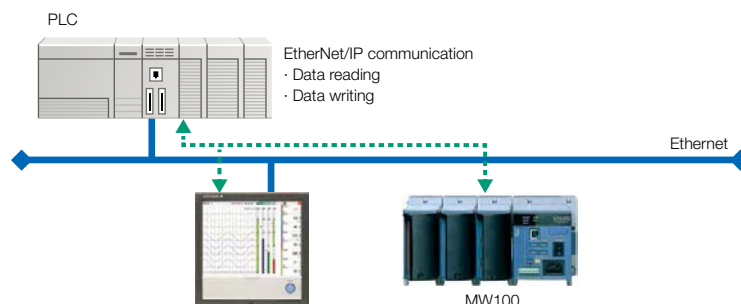 PLC
EtherNet/IP communication
· Data reading
· Data writing
Ethernet
MW100